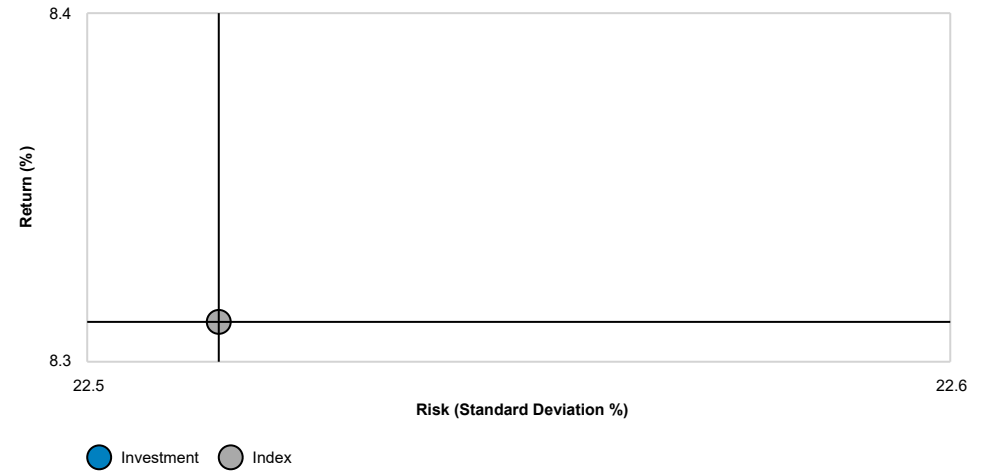 8.4
Return (%)
8.3
22.5
22.6
Risk (Standard Deviation %)
Investment
Index